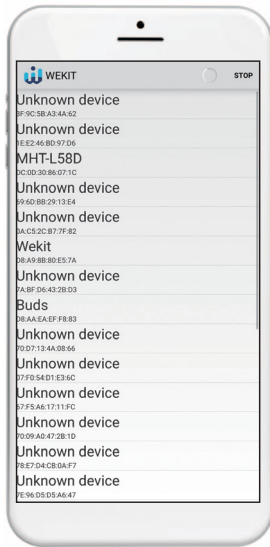 WEKIT STOP
Unknown device
3F:9C:5B:A3:4A:62
Unknown device
1E:E2:46:BD:97:D6
MHT-L58D
DC:0D:30:86:07:1C
Unknown device
69:6D:BB:29:13:E4
Unknown device
0A:C5:2C:B7:7F:82
Wekit
D8:A9:8B:80:E5:7A
Unknown device
7A:BF:D6:43:2B:D3
Buds
D8:AA:EA:EF:F8:83
Unknown device
70:D7:13:4A:08:66
Unknown device
07:F0:54:D1:E3:6C
Unknown device
67:F5:A6:17:11:FC
Unknown device
70:09:A0:47:2B:1D
Unknown device
78:E7:D4:CB:0A:F7
Unknown device
7E:96:D5:D5:A6:47